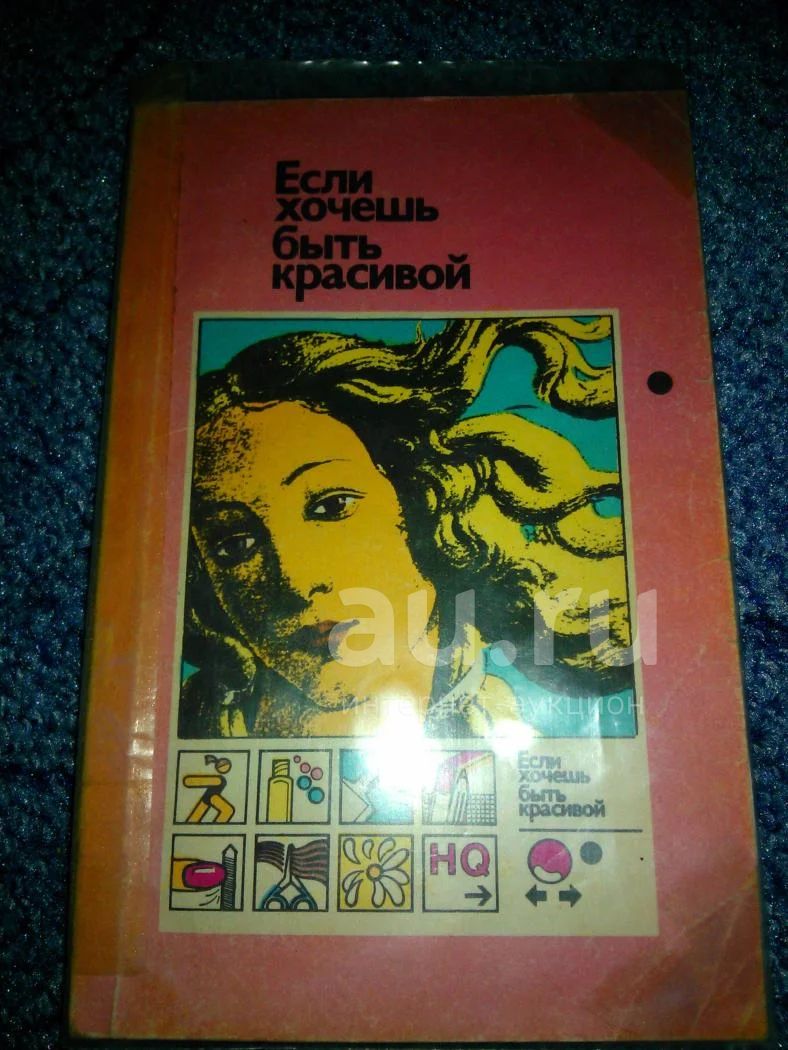 Если
хочешь
быть
красивой
au.ru
интернет-аукцион
Если
хочешь
быть
красивой
HQ